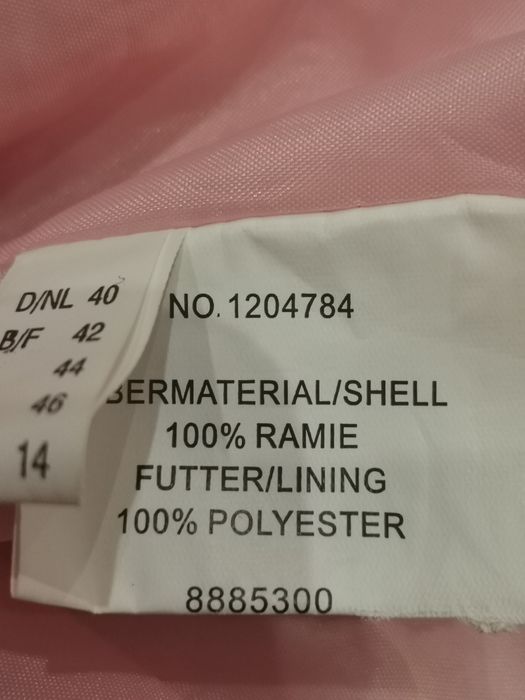 D/NL 40
B/F 42
44
46
14
NO. 1204784
BERMATERIAL/SHELL
100% RAMIE
FUTTER/LINING
100% POLYESTER
8885300